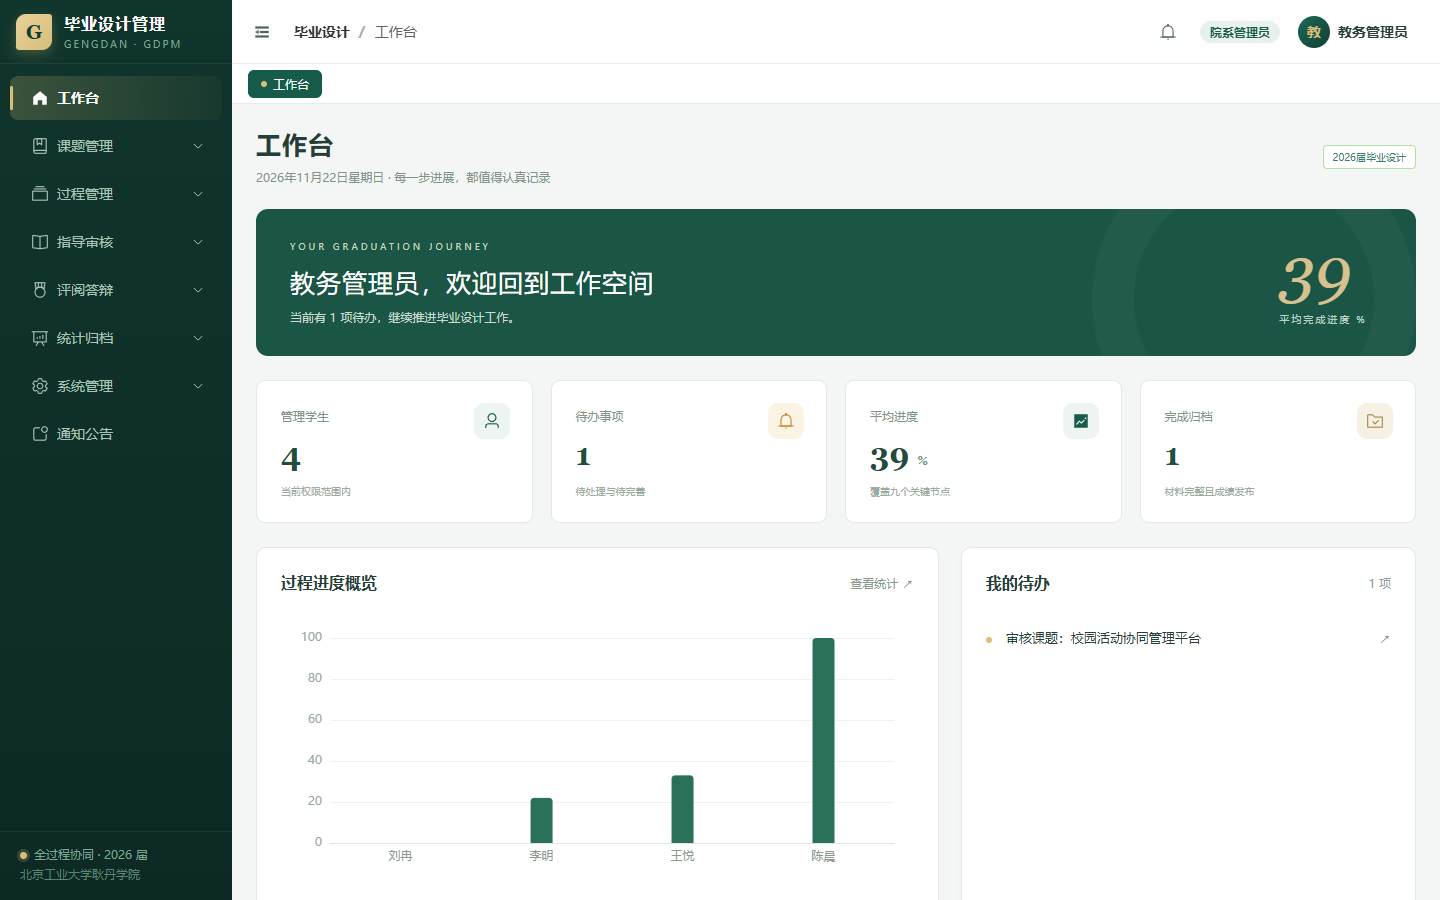 G
毕业设计管理
GENGDAN · GDPM
工作台
课题管理
过程管理
指导审核
评阅答辩
统计归档
系统管理
通知公告
全过程协同 · 2026 届
北京工业大学耿丹学院
毕业设计 / 工作台
院系管理员
教
教务管理员
工作台
工作台
2026年11月22日星期日 · 每一步进展，都值得认真记录
2026届毕业设计
YOUR GRADUATION JOURNEY
教务管理员，欢迎回到工作空间
当前有 1 项待办，继续推进毕业设计工作。
39
平均完成进度 %
管理学生
4
当前权限范围内
待办事项
1
待处理与待完善
平均进度
39 %
覆盖九个关键节点
完成归档
1
材料完整且成绩发布
过程进度概览
查看统计 ↗
100
80
60
40
20
0
刘冉
李明
王悦
陈晨
我的待办
1 项
审核课题：校园活动协同管理平台 ↗